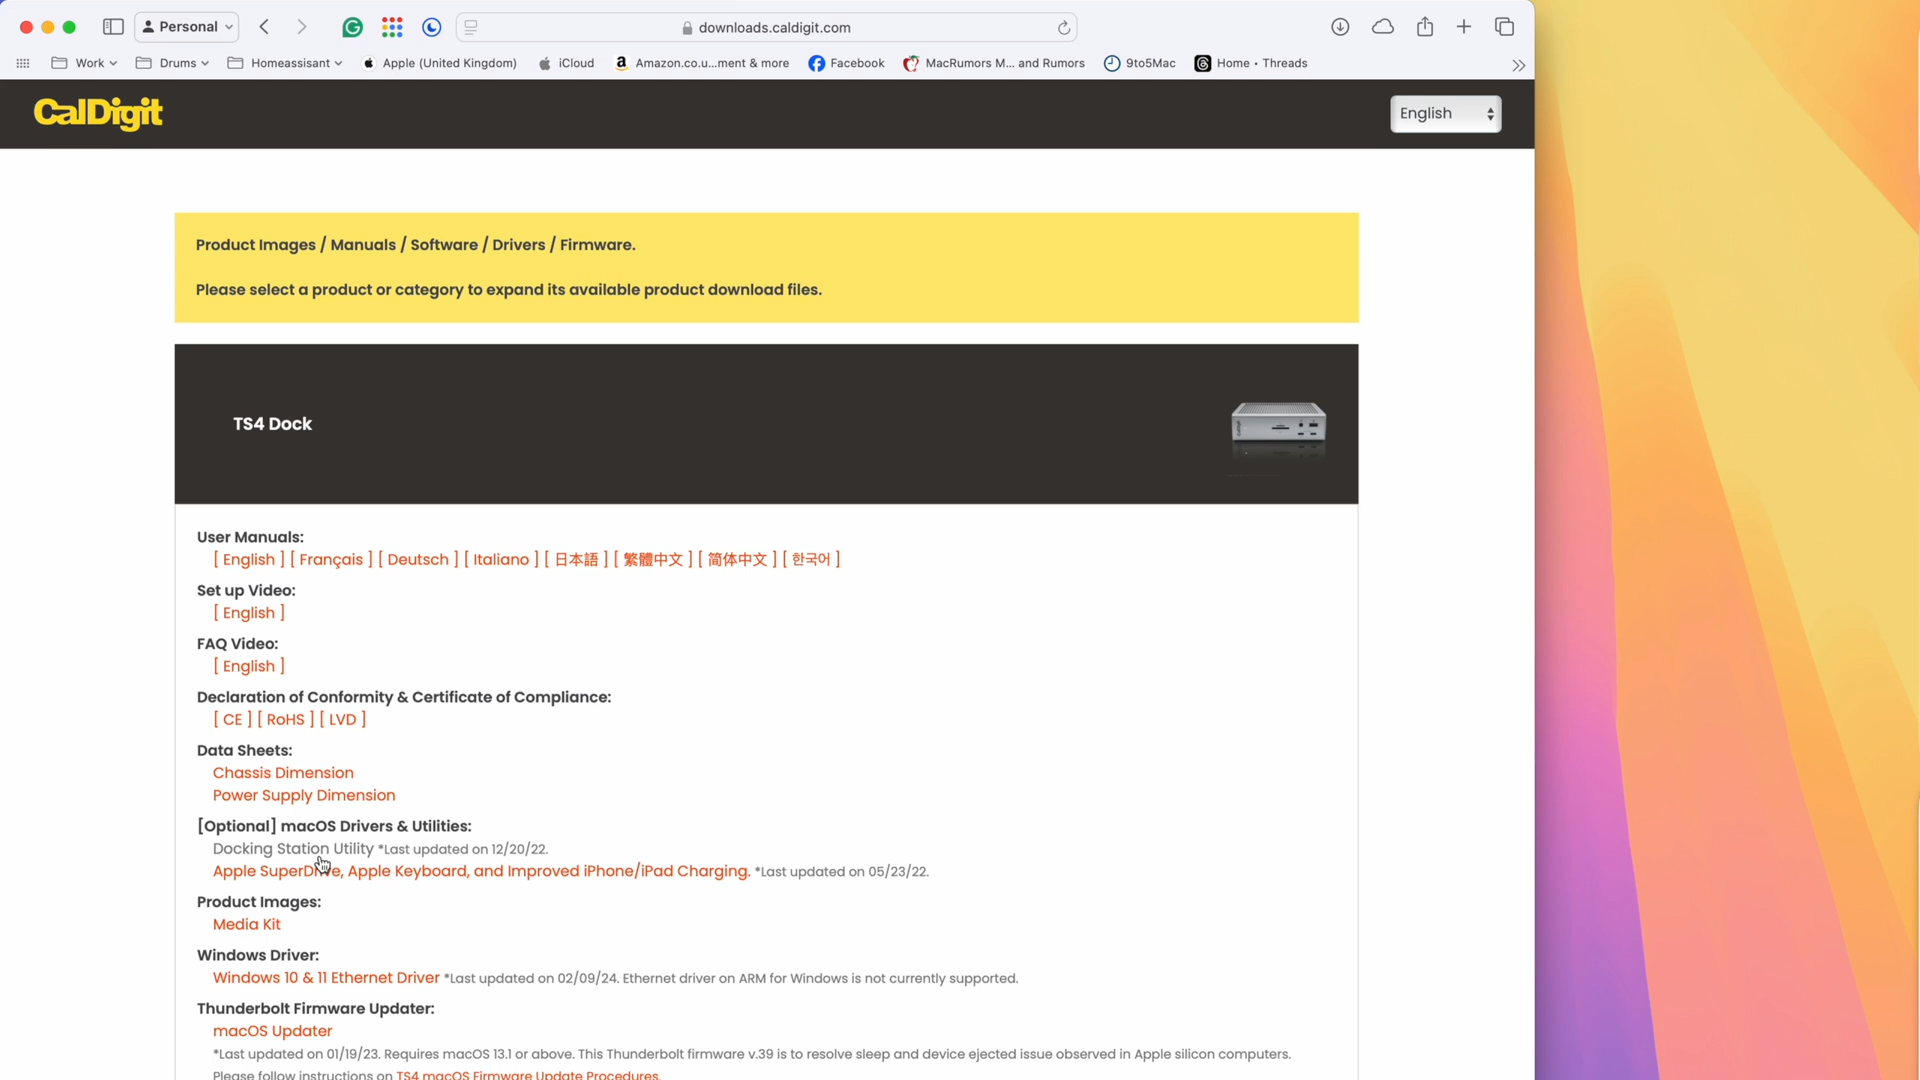 Personal
downloads.caldigit.com
Work
Drums
Homeassisant
Apple (United Kingdom)
iCloud
Amazon.co.u...ment & more
Facebook
MacRumors M... and Rumors
9to5Mac
Home • Threads
CalDigit
English
Product Images / Manuals / Software / Drivers / Firmware.
Please select a product or category to expand its available product download files.
TS4 Dock
User Manuals:
[ English ] [ Français ] [ Deutsch ] [ Italiano ] [ 日本語 ] [ 繁體中文 ] [ 简体中文 ] [ 한국어 ]
Set up Video:
[ English ]
FAQ Video:
[ English ]
Declaration of Conformity & Certificate of Compliance:
[ CE ] [ RoHS ] [ LVD ]
Data Sheets:
Chassis Dimension
Power Supply Dimension
[Optional] macOS Drivers & Utilities:
Docking Station Utility *Last updated on 12/20/22.
Apple SuperDrive, Apple Keyboard, and Improved iPhone/iPad Charging. *Last updated on 05/23/22.
Product Images:
Media Kit
Windows Driver:
Windows 10 & 11 Ethernet Driver *Last updated on 02/09/24. Ethernet driver on ARM for Windows is not currently supported.
Thunderbolt Firmware Updater:
macOS Updater
*Last updated on 01/19/23. Requires macOS 13.1 or above. This Thunderbolt firmware v.39 is to resolve sleep and device ejected issue observed in Apple silicon computers.
Please follow instructions on TS4 macOS Firmware Update Procedures.